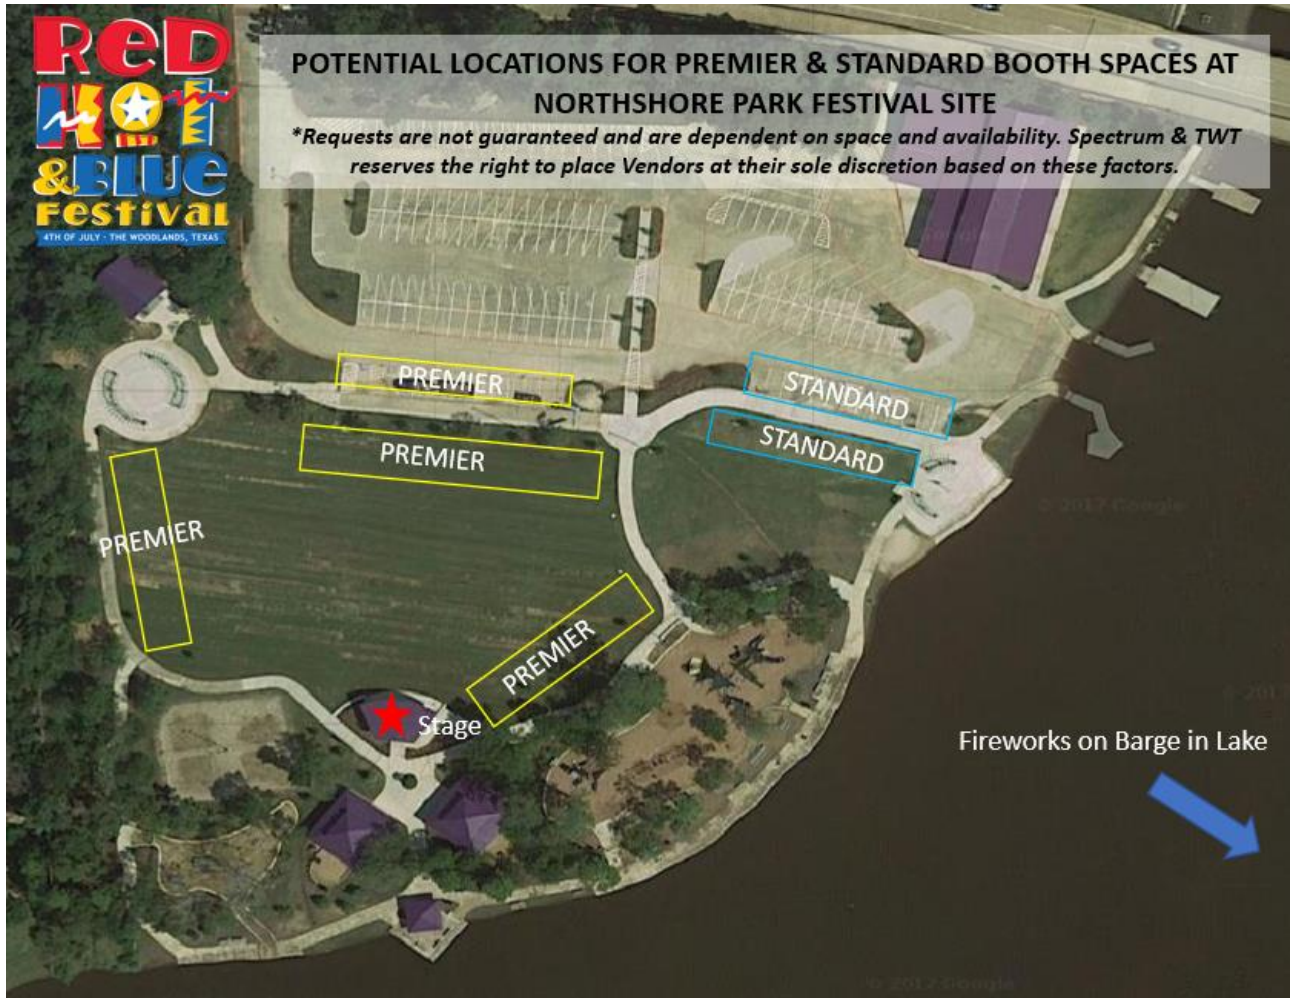 ReD
HOT
&BLUe
Festival
4TH OF JULY - THE WOODLANDS, TEXAS
POTENTIAL LOCATIONS FOR PREMIER & STANDARD BOOTH SPACES AT
NORTHSHORE PARK FESTIVAL SITE
*Requests are not guaranteed and are dependent on space and availability. Spectrum & TWT
reserves the right to place Vendors at their sole discretion based on these factors.
PREMIER
STANDARD
PREMIER
STANDARD
PREMIER
© 2017 Google
PREMIER
Stage
Fireworks on Barge in Lake
© 2017 Google